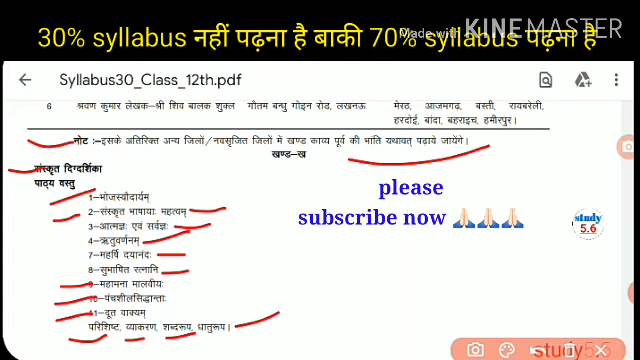 30% syllabus नहीं पढ़ना है बाकी 70% syllabus पढ़ना है
Made with KINEMASTER
Syllabus30_Class_12th.pdf
6 श्रवण कुमार लेखक–श्री शिव बालक शुक्ल गौतम बन्धु गोइन रोड, लखनऊ मेरठ, आजमगढ़, बस्ती, रायबरेली,
हरदोई, बांदा, बहराइच, हमीरपुर।
नोट :– इसके अतिरिक्त अन्य जिलों/नवसृजित जिलों में खण्ड काव्य पूर्व की भांति यथावत् पढ़ाये जायेंगे।
खण्ड–ख
संस्कृत दिग्दर्शिका
पाठ्य वस्तु
1–भोजस्यौदार्यम्
2–संस्कृत भाषायाः महत्वम्
3–आत्मज्ञः एवं सर्वज्ञः
4–ऋतुवर्णनम्
7–महर्षि दयानंदः
8–सुभाषित रत्नानि
9–महामना मालवीयः
10–पंचशीलसिद्धान्ताः
11–दूत वाक्यम्
परिशिष्ट, व्याकरण, शब्दरूप, धातुरूप।
please
subscribe now 🙏🏻🙏🏻🙏🏻
study
5.6
study5.6